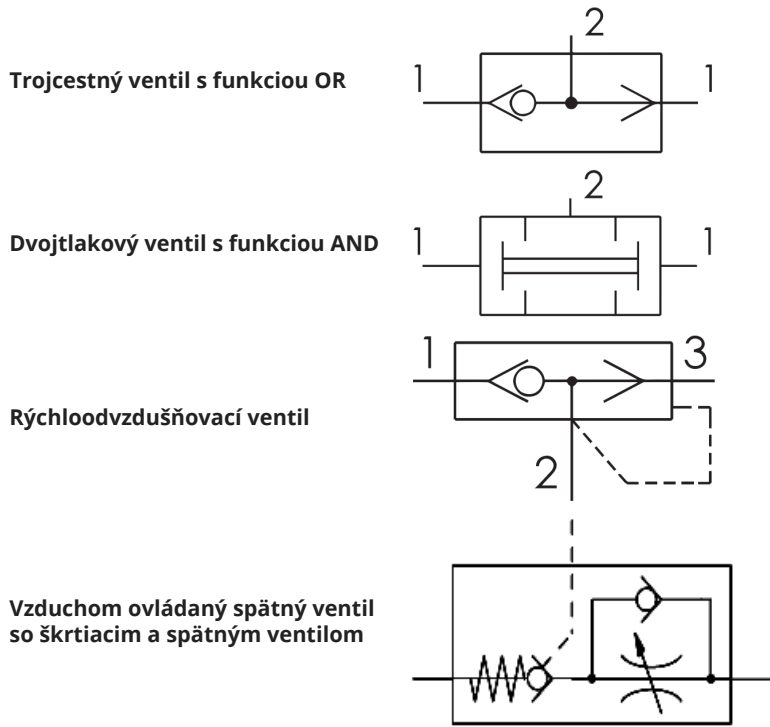 2
Trojcestný ventil s funkciou OR
1 1
2
Dvojtlakový ventil s funkciou AND
1 1
1 3
Rýchloodvzdušňovací ventil
2
Vzduchom ovládaný spätný ventil
so škrtiacim a spätným ventilom